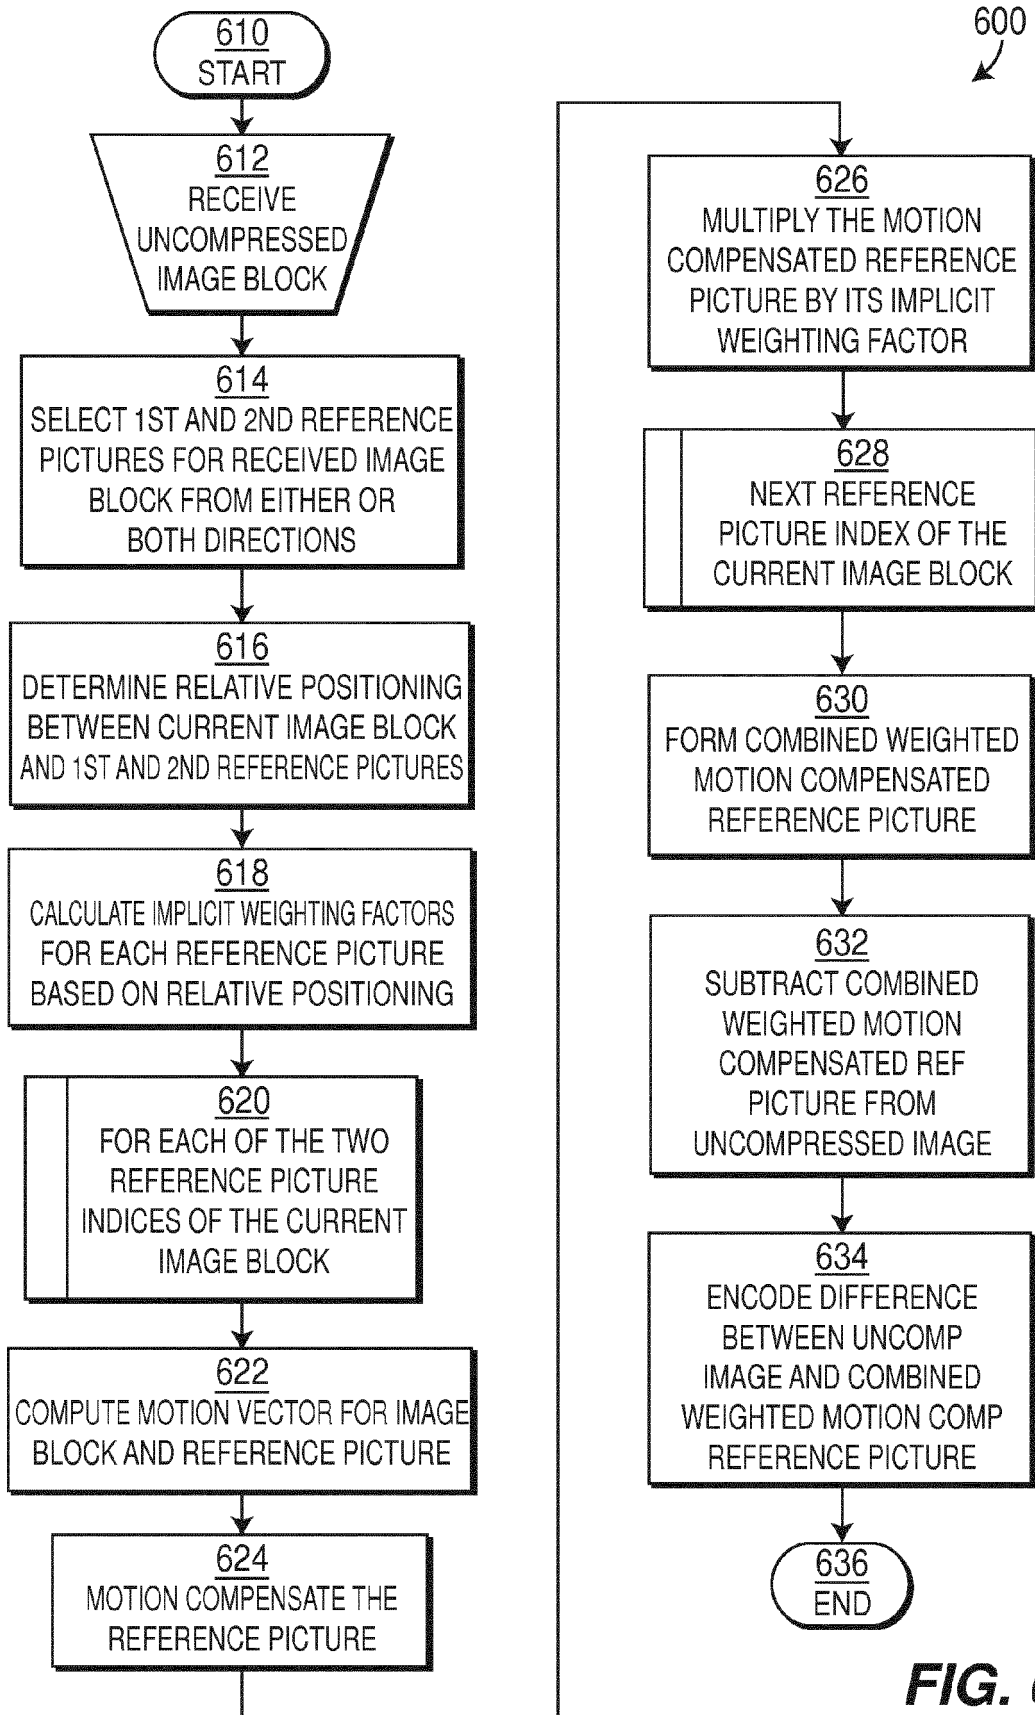 610
START
612
RECEIVE
UNCOMPRESSED
IMAGE BLOCK
614
SELECT 1ST AND 2ND REFERENCE
PICTURES FOR RECEIVED IMAGE
BLOCK FROM EITHER OR
BOTH DIRECTIONS
616
DETERMINE RELATIVE POSITIONING
BETWEEN CURRENT IMAGE BLOCK
AND 1ST AND 2ND REFERENCE PICTURES
618
CALCULATE IMPLICIT WEIGHTING FACTORS
FOR EACH REFERENCE PICTURE
BASED ON RELATIVE POSITIONING
620
FOR EACH OF THE TWO
REFERENCE PICTURE
INDICES OF THE CURRENT
IMAGE BLOCK
622
COMPUTE MOTION VECTOR FOR IMAGE
BLOCK AND REFERENCE PICTURE
624
MOTION COMPENSATE THE
REFERENCE PICTURE
600
626
MULTIPLY THE MOTION
COMPENSATED REFERENCE
PICTURE BY ITS IMPLICIT
WEIGHTING FACTOR
628
NEXT REFERENCE
PICTURE INDEX OF THE
CURRENT IMAGE BLOCK
630
FORM COMBINED WEIGHTED
MOTION COMPENSATED
REFERENCE PICTURE
632
SUBTRACT COMBINED
WEIGHTED MOTION
COMPENSATED REF
PICTURE FROM
UNCOMPRESSED IMAGE
634
ENCODE DIFFERENCE
BETWEEN UNCOMP
IMAGE AND COMBINED
WEIGHTED MOTION COMP
REFERENCE PICTURE
636
END
FIG.